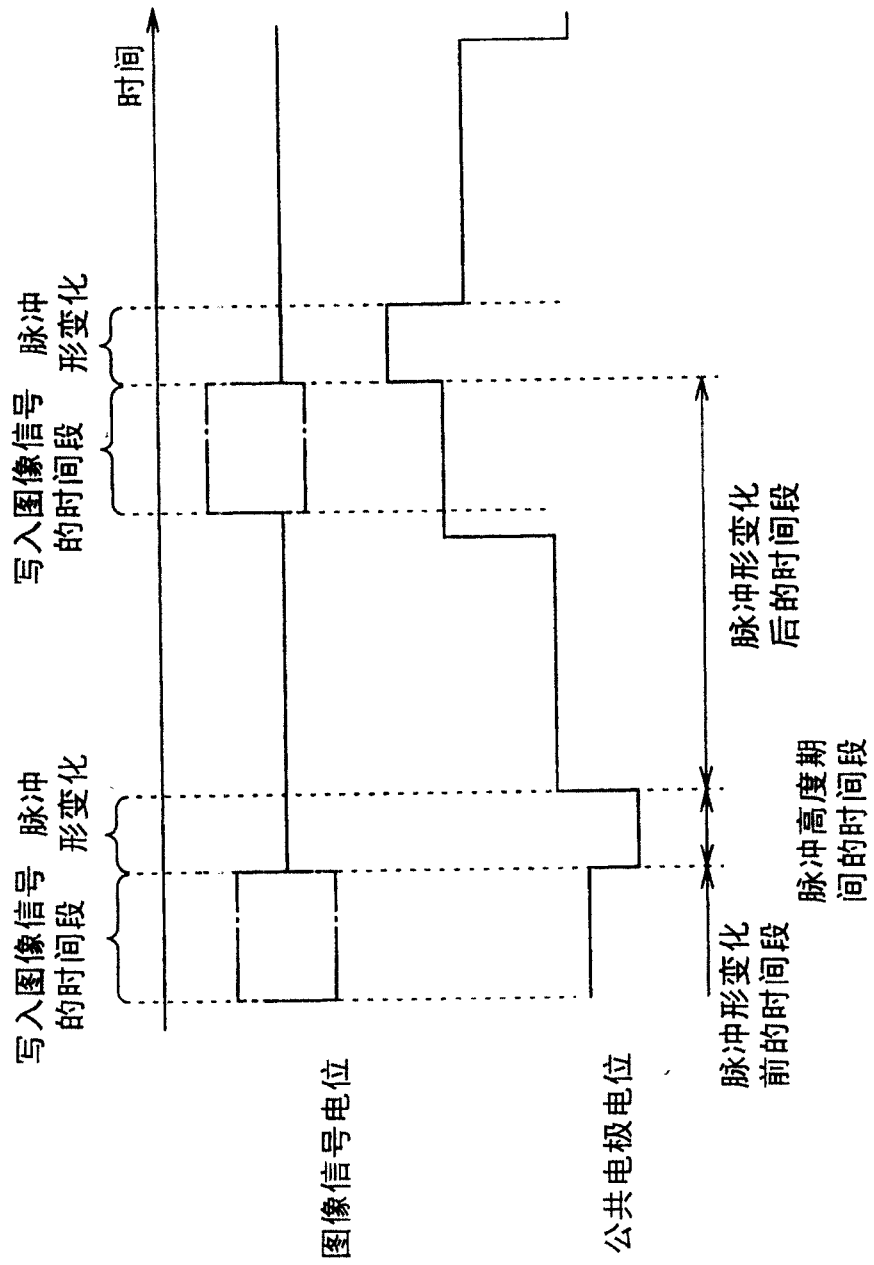 时间
写入图像信号
的时间段
脉冲
形变化
写入图像信号
的时间段
脉冲
形变化
图像信号电位
公共电极电位
脉冲形变化
前的时间段
脉冲高度期
间的时间段
脉冲形变化
后的时间段